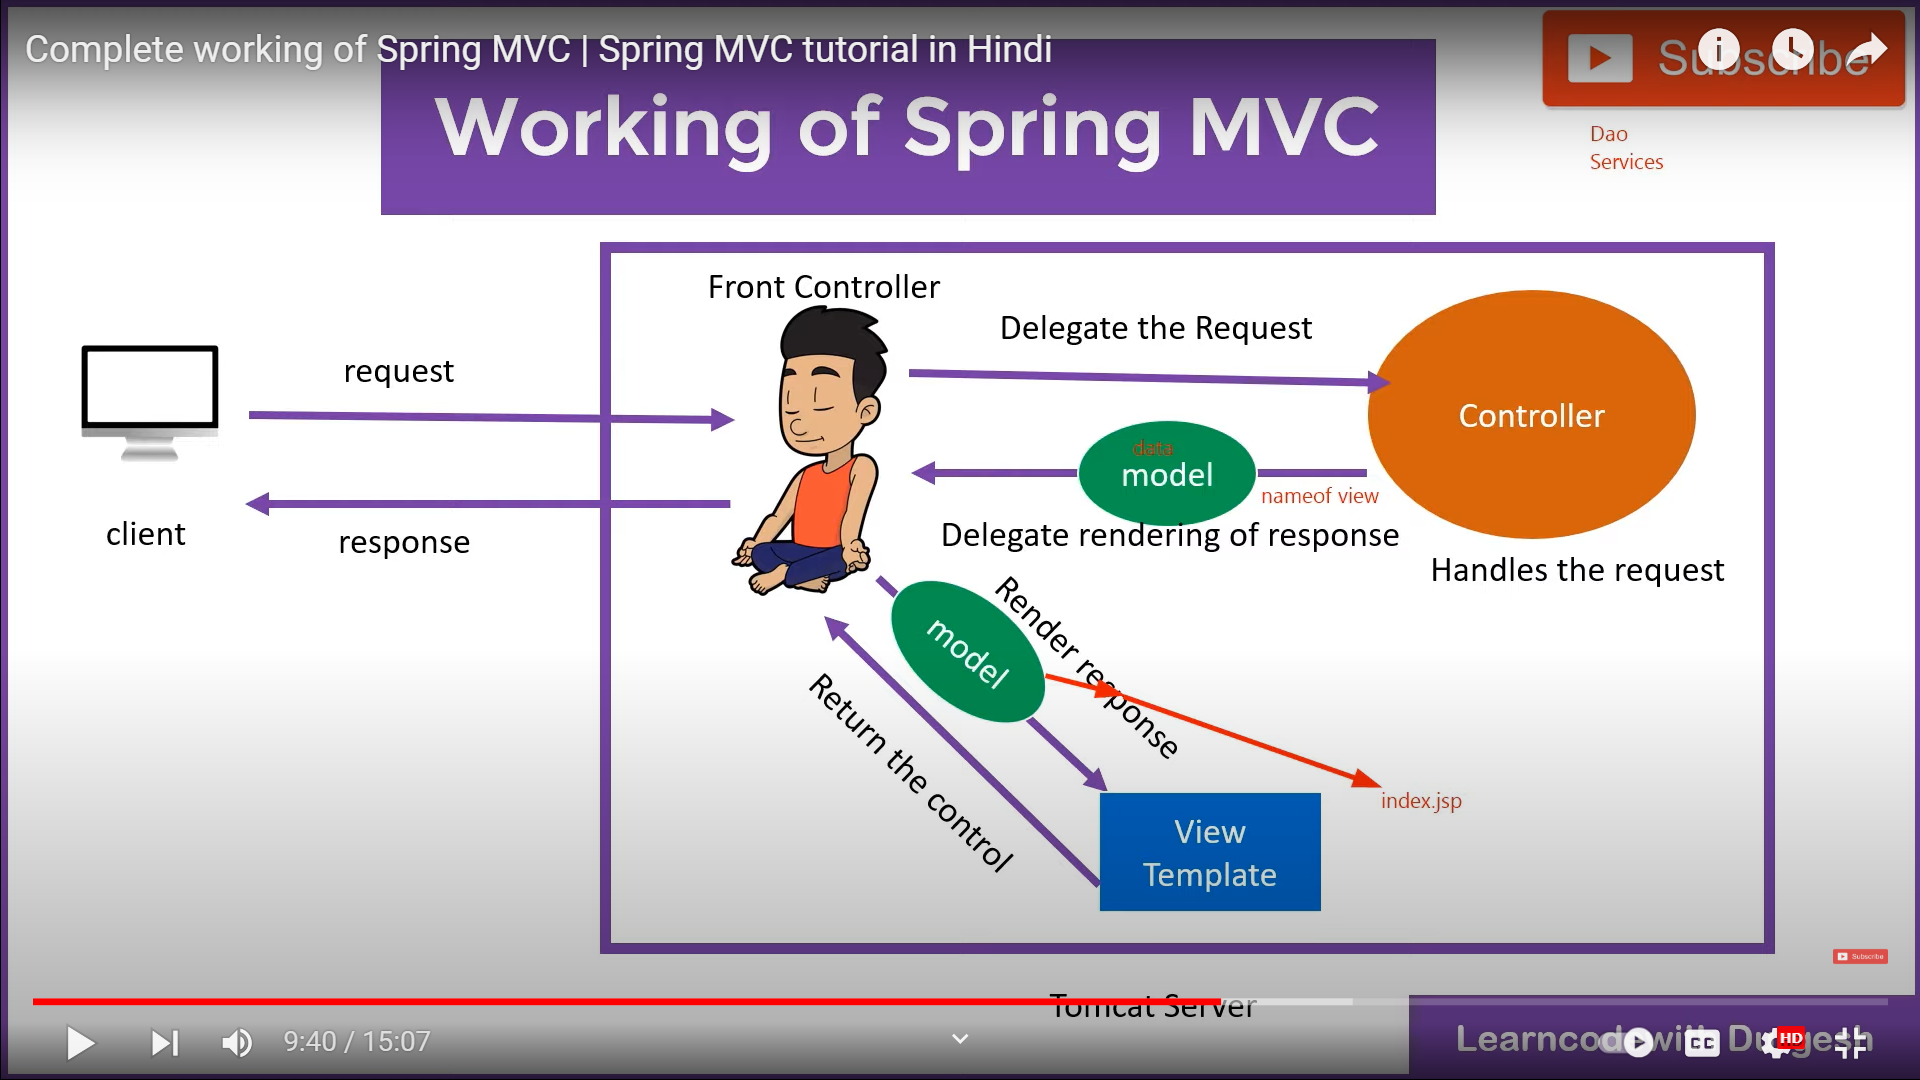 Complete working of Spring MVC | Spring MVC tutorial in Hindi
Subscribe
Working of Spring MVC
Dao
Services
Front Controller
Delegate the Request
request
Controller
data
model
nameof view
client
response
Delegate rendering of response
Handles the request
model
Render response
Return the control
index.jsp
View
Template
Subscribe
Tomcat Server
9:40 / 15:07
Learncode with Durgesh
CC
HD